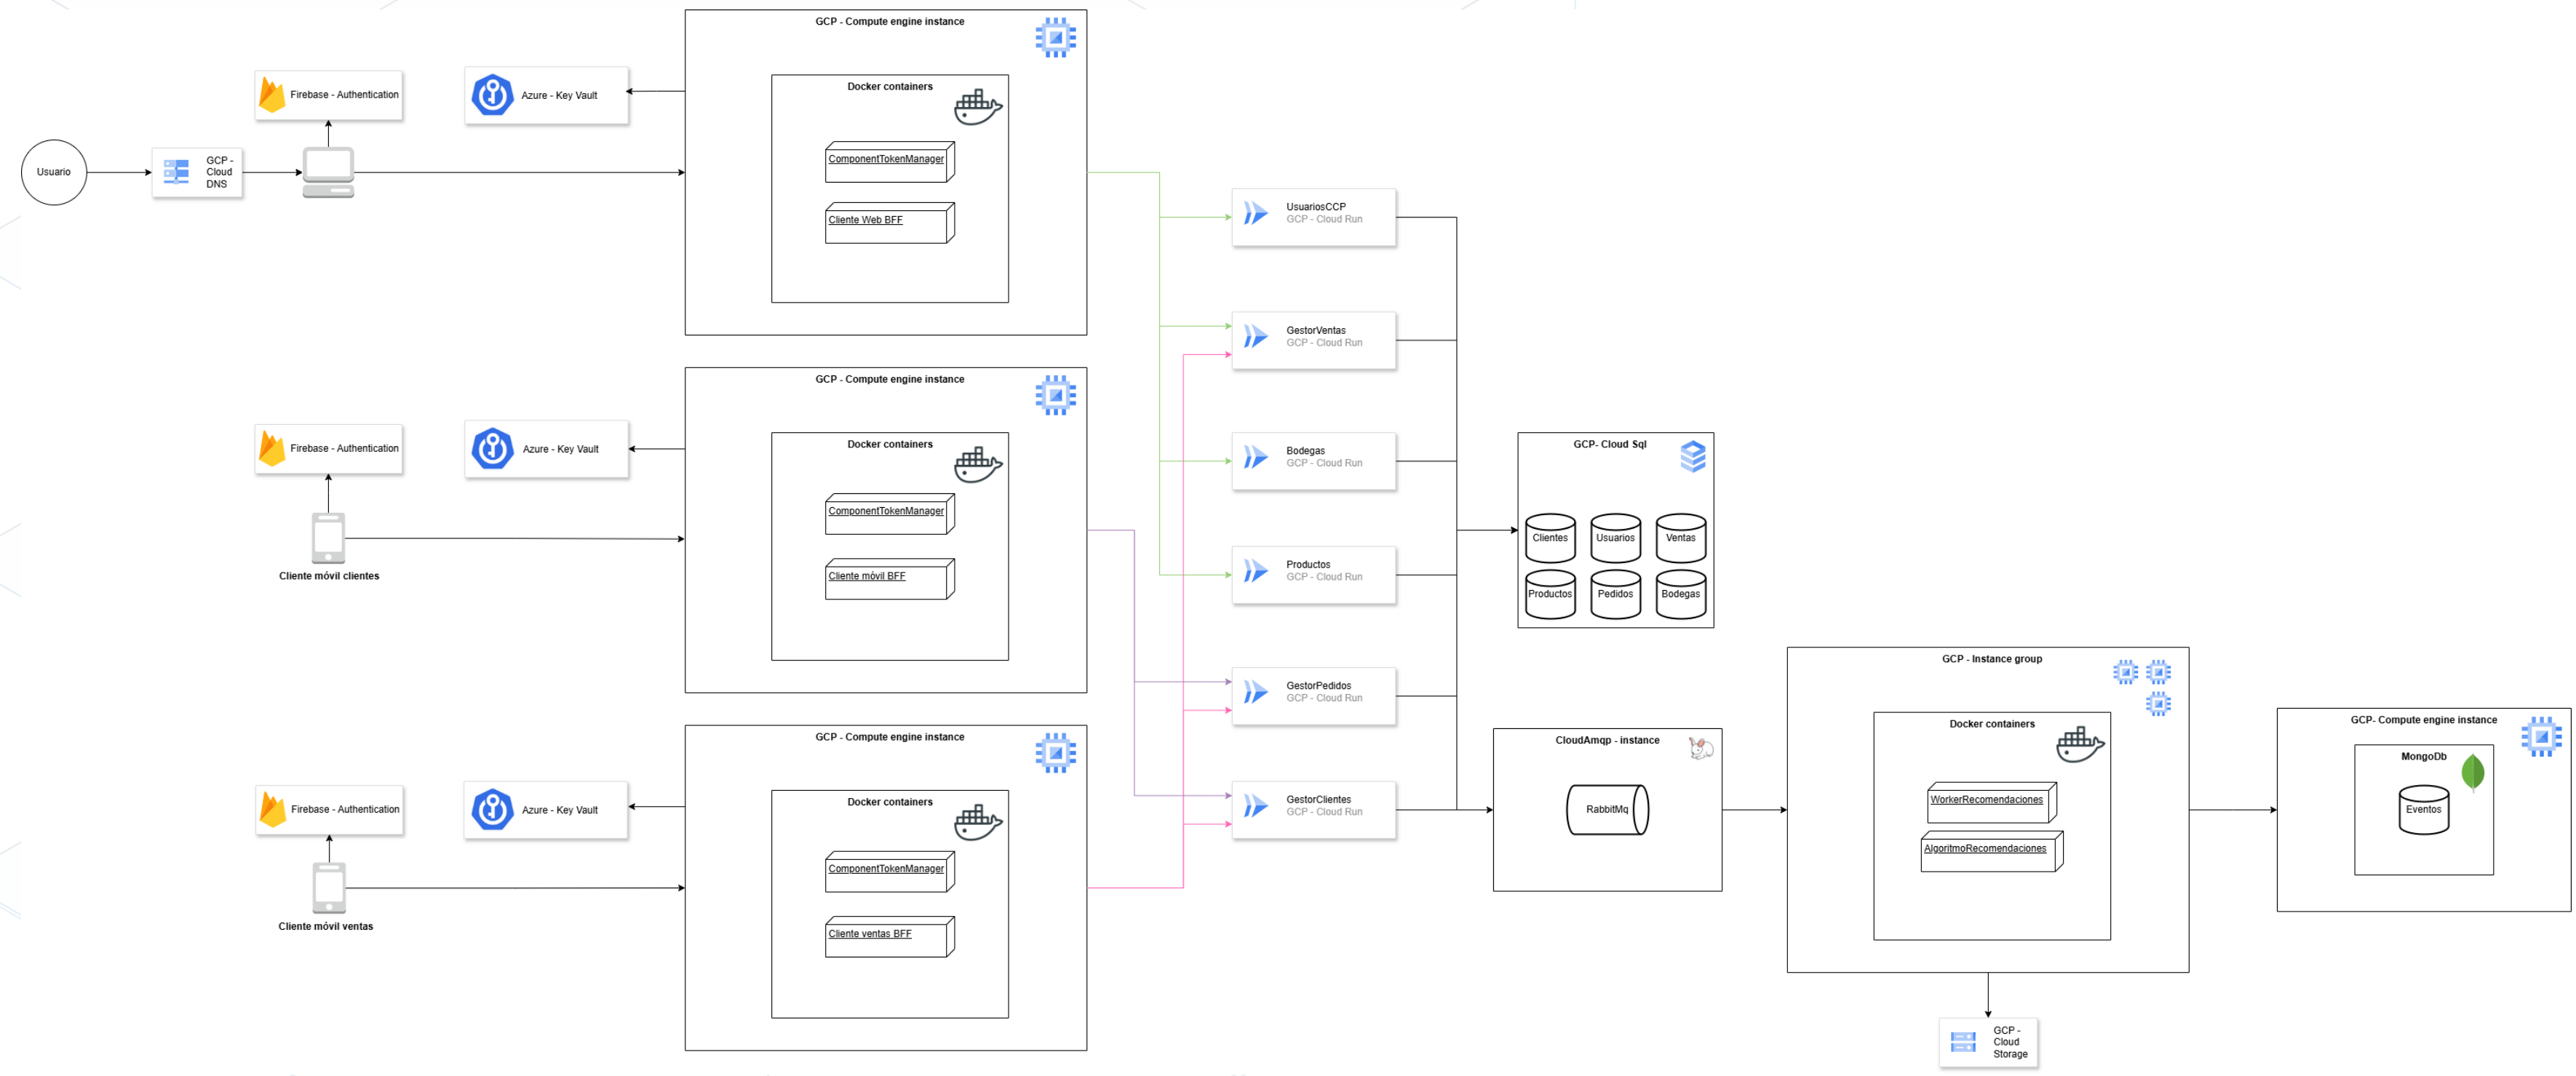 GCP - Compute engine instance
Docker containers
Firebase - Authentication
Azure - Key Vault
Usuario
GCP -
Cloud
DNS
ComponentTokenManager
Cliente Web BFF
UsuariosCCP
GCP - Cloud Run
GestorVentas
GCP - Cloud Run
GCP - Compute engine instance
Docker containers
Firebase - Authentication
Azure - Key Vault
ComponentTokenManager
Cliente móvil BFF
Cliente móvil clientes
Bodegas
GCP - Cloud Run
Productos
GCP - Cloud Run
GCP- Cloud Sql
Clientes
Usuarios
Ventas
Productos
Pedidos
Bodegas
GestorPedidos
GCP - Cloud Run
GCP - Compute engine instance
Docker containers
Firebase - Authentication
Azure - Key Vault
ComponentTokenManager
Cliente ventas BFF
Cliente móvil ventas
GestorClientes
GCP - Cloud Run
CloudAmqp - instance
RabbitMq
GCP - Instance group
Docker containers
WorkerRecomendaciones
AlgoritmoRecomendaciones
GCP- Compute engine instance
MongoDb
Eventos
GCP -
Cloud
Storage